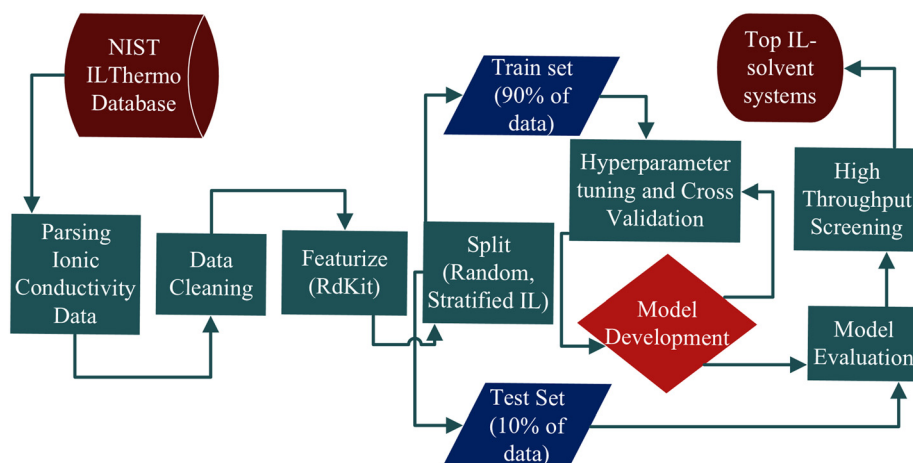 NIST
ILThermo
Database
Parsing
Ionic
Conductivity
Data
Data
Cleaning
Featurize
(RdKit)
Split
(Random,
Stratified IL)
Train set
(90% of
data)
Test Set
(10% of
data)
Hyperparameter
tuning and Cross
Validation
Model
Development
Model
Evaluation
High
Throughput
Screening
Top IL-
solvent
systems